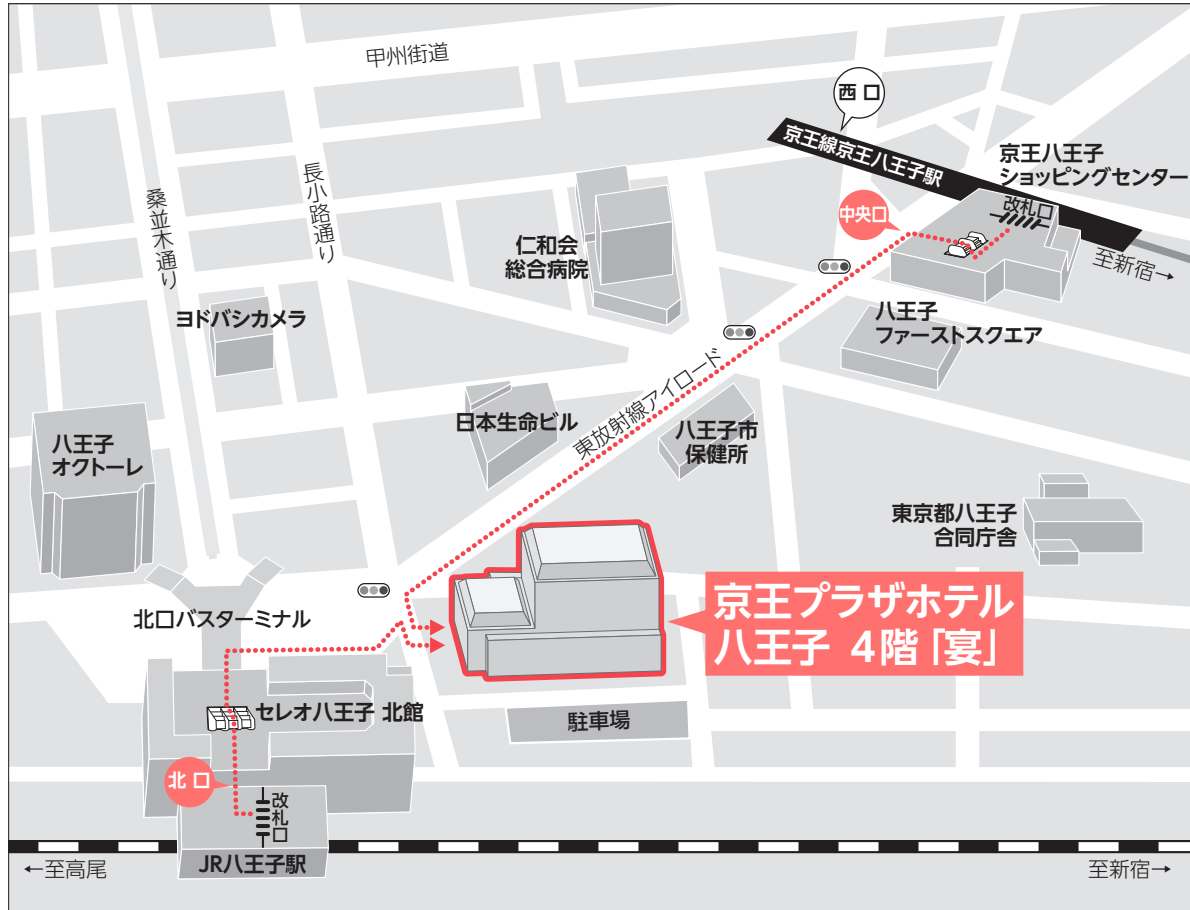 甲州街道
西口
京王線京王八王子駅
京王八王子
ショッピングセンター
改札口
中央口
至新宿→
桑並木通り
長小路通り
仁和会
総合病院
ヨドバシカメラ
八王子
ファーストスクエア
東放射線アイロード
日本生命ビル
八王子市
保健所
八王子
オクトーレ
東京都八王子
合同庁舎
北口バスターミナル
京王プラザホテル
八王子 4階「宴」
セレオ八王子 北館
駐車場
北口
改札口
JR八王子駅
←至高尾
至新宿→